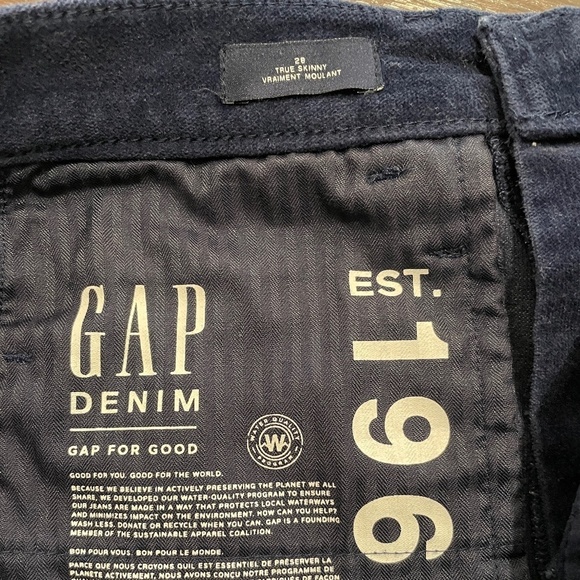 28
TRUE SKINNY
VRAIMENT MOULANT
GAP
DENIM
GAP FOR GOOD
EST.
196
WATER QUALITY
W
PROGRAM
GOOD FOR YOU. GOOD FOR THE WORLD.
BECAUSE WE BELIEVE IN ACTIVELY PRESERVING THE PLANET WE ALL
SHARE, WE DEVELOPED OUR WATER-QUALITY PROGRAM TO ENSURE
OUR JEANS ARE MADE IN A WAY THAT PROTECTS LOCAL WATERWAYS
AND MINIMIZES IMPACT ON THE ENVIRONMENT. HOW CAN YOU HELP?
WASH LESS. DONATE OR RECYCLE WHEN YOU CAN. GAP IS A FOUNDING
MEMBER OF THE SUSTAINABLE APPAREL COALITION.
BON POUR VOUS. BON POUR LE MONDE.
PARCE QUE NOUS CROYONS QU'IL EST ESSENTIEL DE PRÉSERVER LA
PLANÈTE ACTIVEMENT, NOUS AVONS CRÉÉ NOTRE PROGRAMME DE